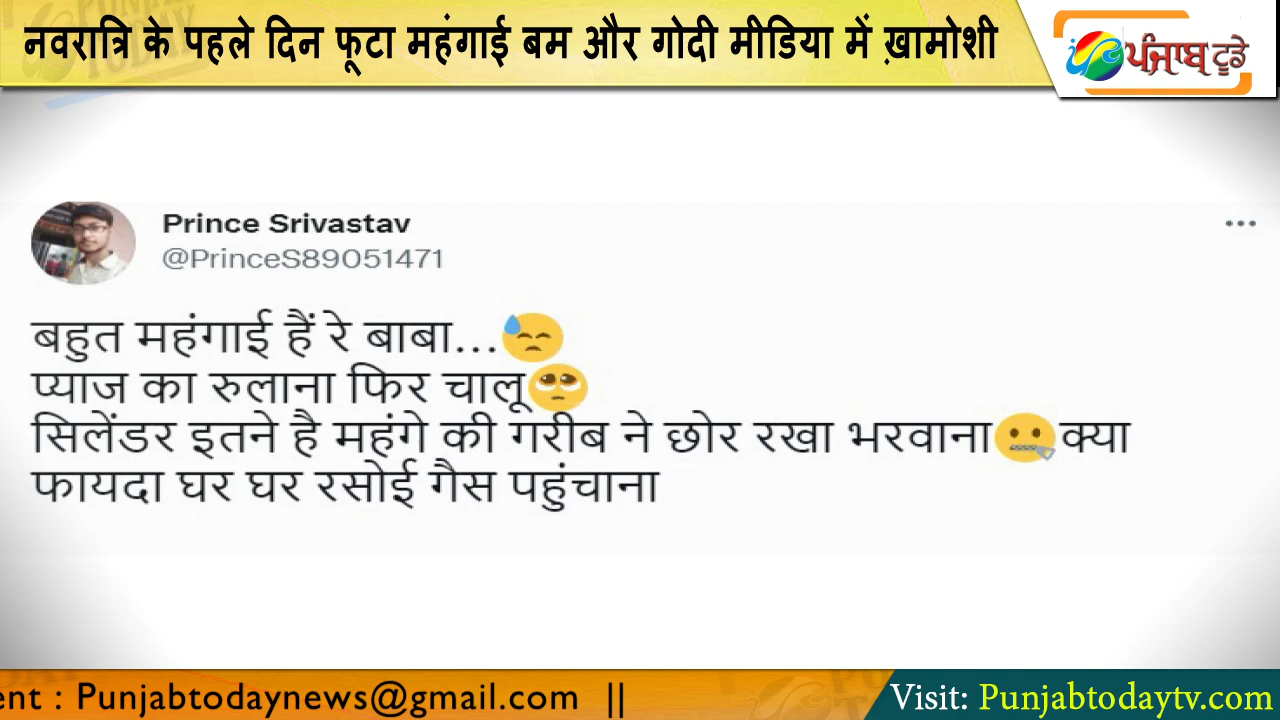 नवरात्रि के पहले दिन फूटा महंगाई बम और गोदी मीडिया में ख़ामोशी
ਪੰਜਾਬ ਟੂਡੇ
Prince Srivastav
@PrinceS89051471
बहुत महंगाई हैं रे बाबा...😓
प्याज का रुलाना फिर चालू🥺
सिलेंडर इतने है महंगे की गरीब ने छोर रखा भरवाना🤐क्या
फायदा घर घर रसोई गैस पहुंचाना
ent : Punjabtodaynews@gmail.com ||
Visit: Punjabtodaytv.com